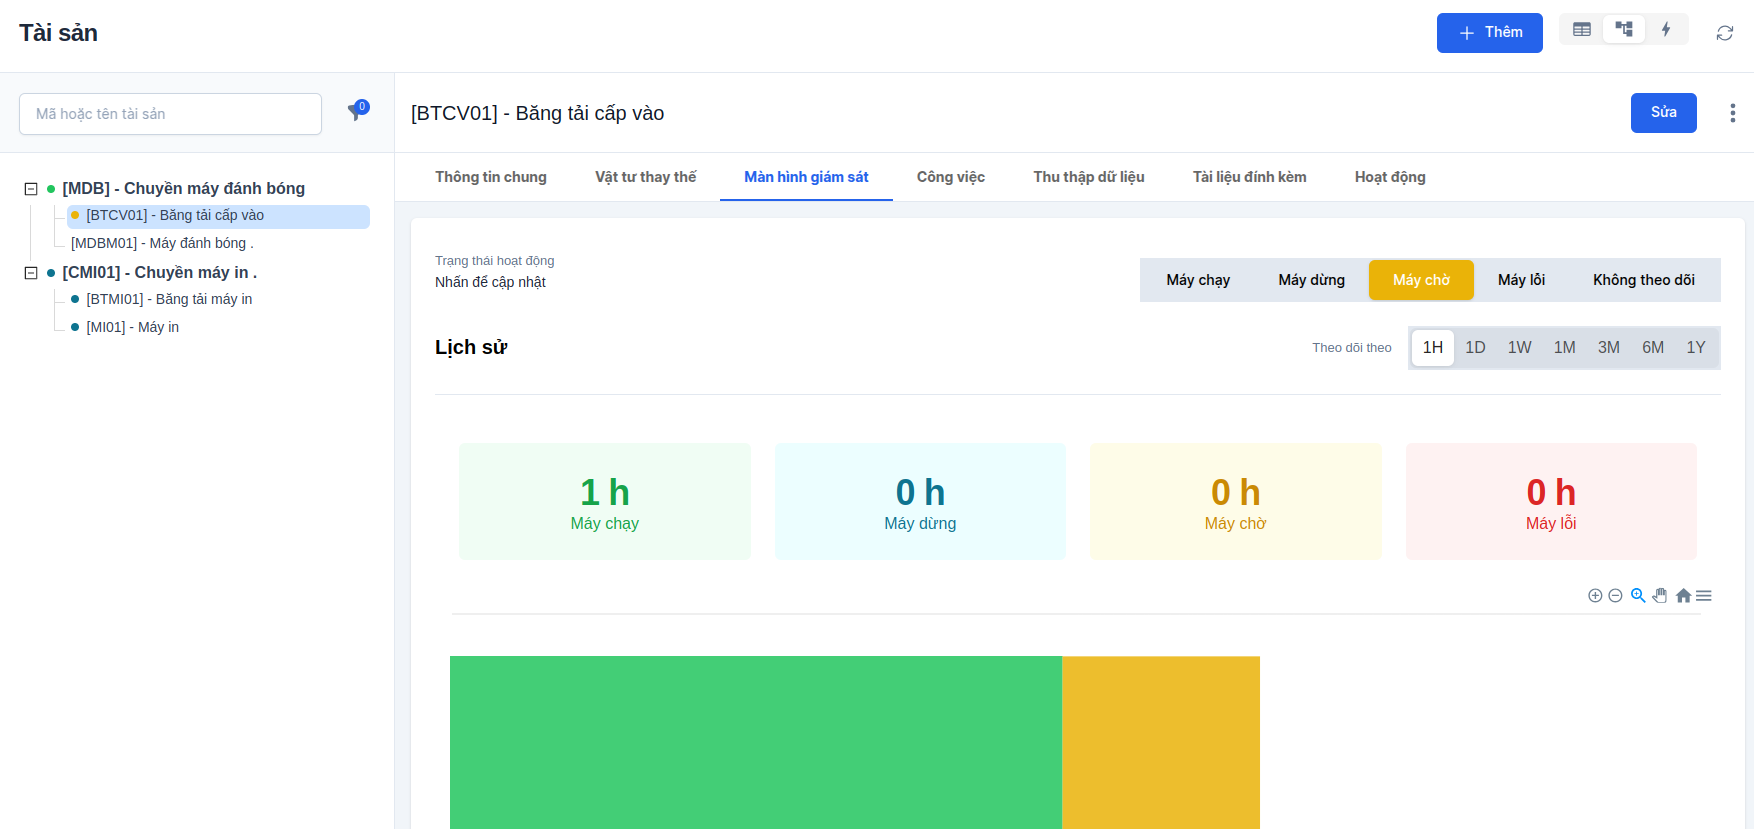 Tài sản
Thêm
Mã hoặc tên tài sản
0
[BTCV01] - Băng tải cấp vào
Sửa
[MDB] - Chuyền máy đánh bóng
[BTCV01] - Băng tải cấp vào
[MDBM01] - Máy đánh bóng .
[CMI01] - Chuyền máy in .
[BTMI01] - Băng tải máy in
[MI01] - Máy in
Thông tin chung
Vật tư thay thế
Màn hình giám sát
Công việc
Thu thập dữ liệu
Tài liệu đính kèm
Hoạt động
Trạng thái hoạt động
Nhấn để cập nhật
Máy chạy
Máy dừng
Máy chờ
Máy lỗi
Không theo dõi
Lịch sử
Theo dõi theo
1H
1D
1W
1M
3M
6M
1Y
1 h
Máy chạy
0 h
Máy dừng
0 h
Máy chờ
0 h
Máy lỗi